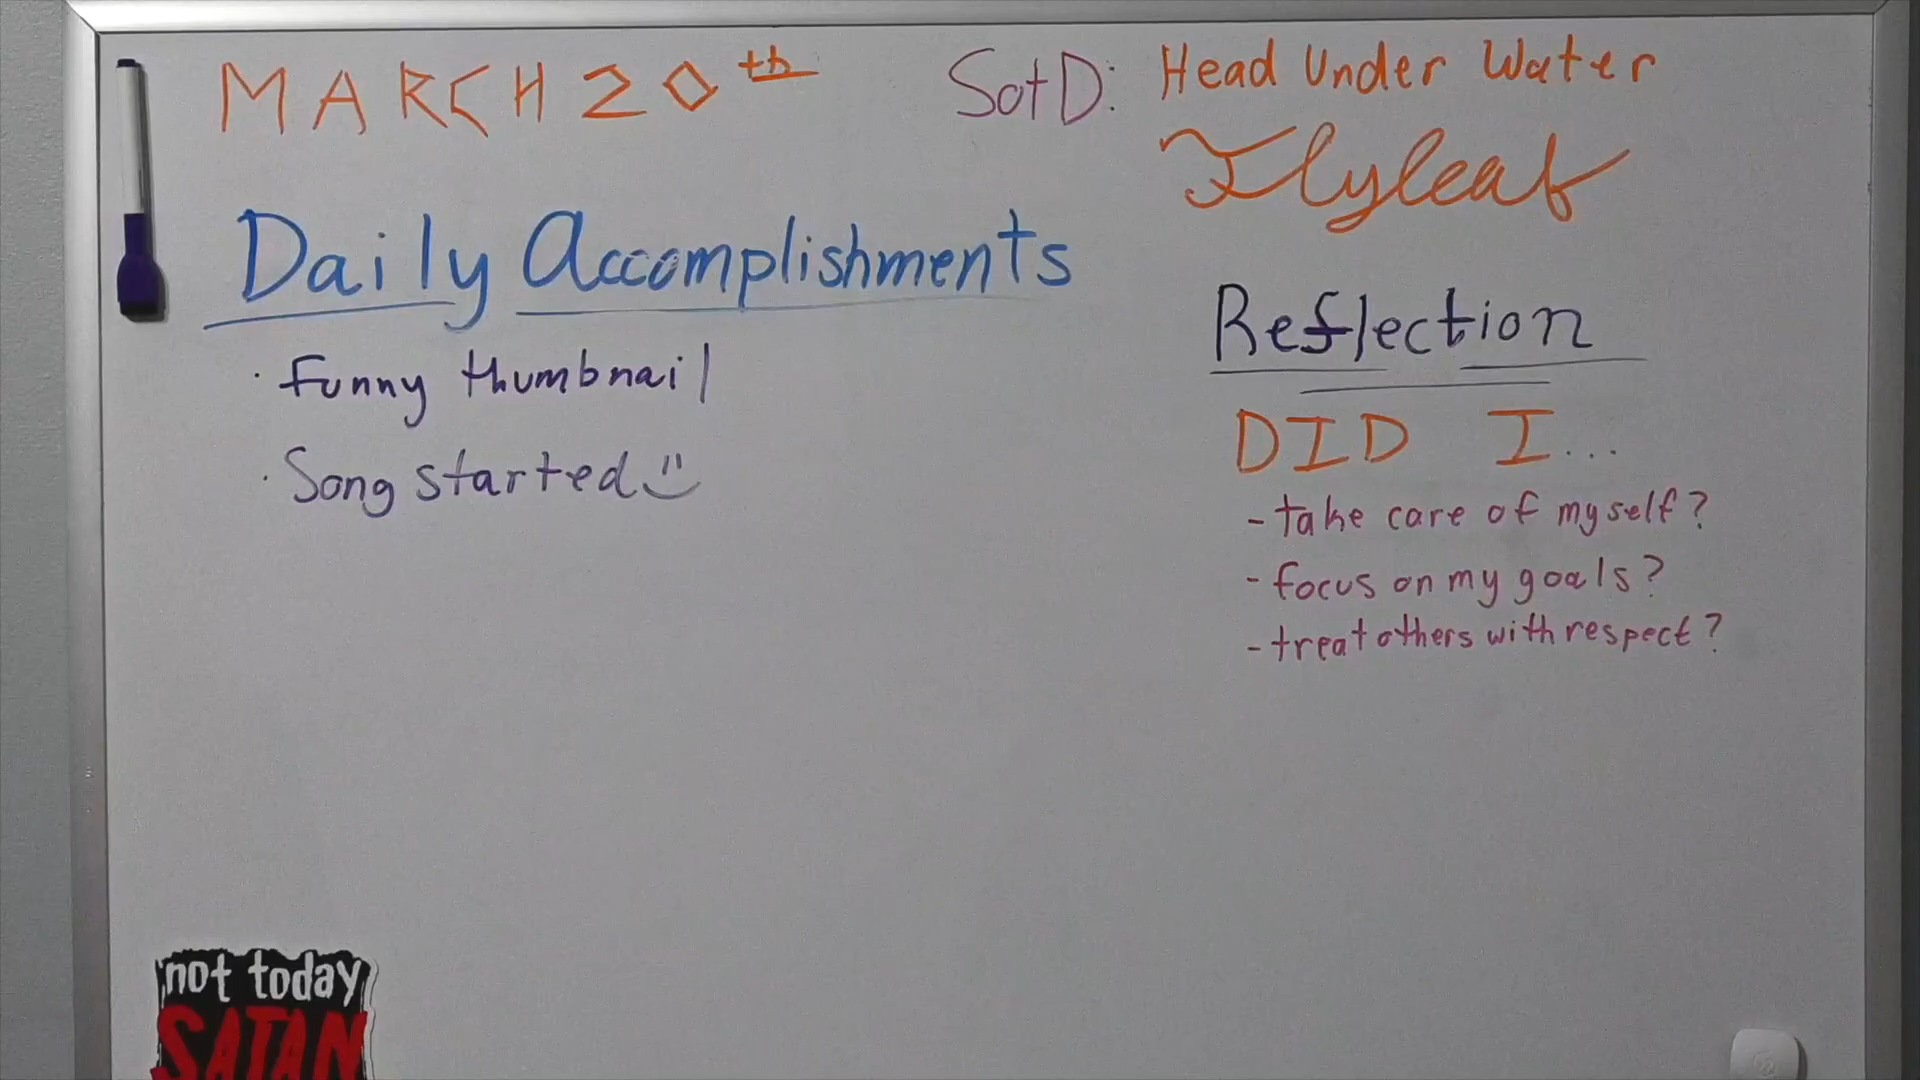 MARCH 20th
SotD: Head Under Water
Flyleaf
Daily Accomplishments
· funny thumbnail
· Song started
Reflection
DID I...
- take care of myself?
- focus on my goals?
- treat others with respect?
not today
SATAN